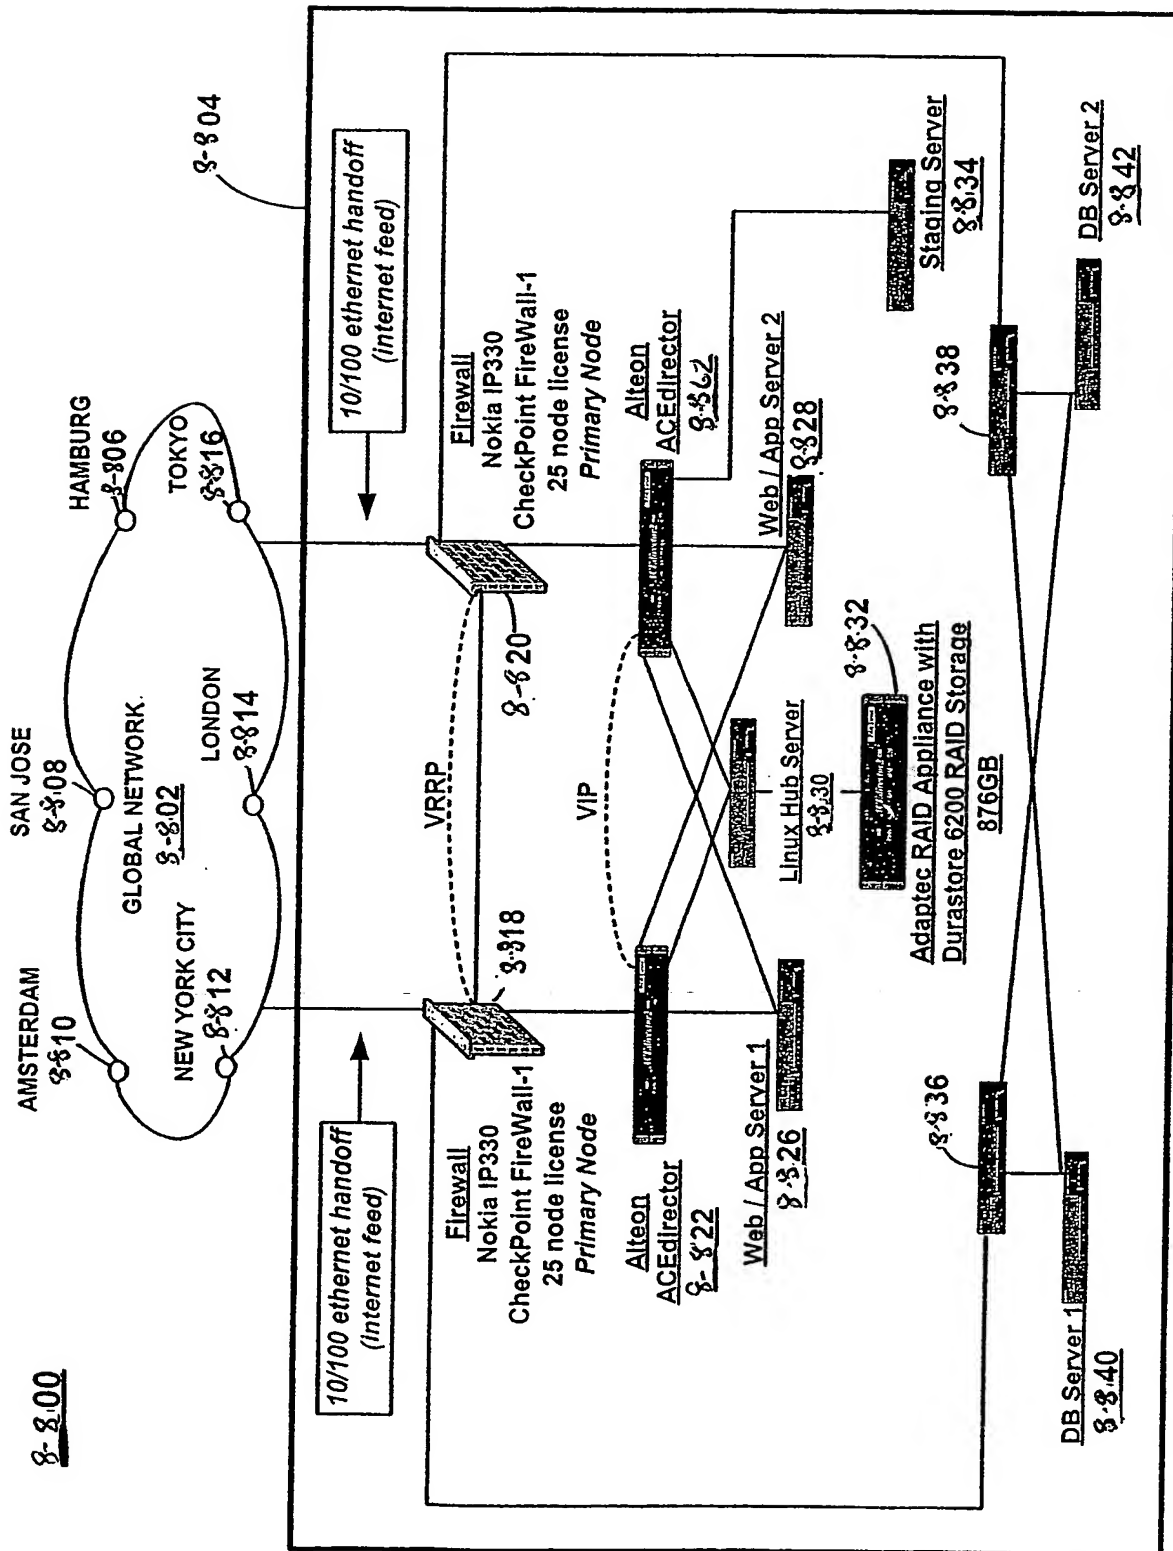 8-800
AMSTERDAM
8-810
SAN JOSE
8-808
HAMBURG
8-806
GLOBAL NETWORK.
8-802
NEW YORK CITY
8-812
LONDON
8-814
TOKYO
8-816
8-804
10/100 ethernet handoff
(internet feed)
10/100 ethernet handoff
(internet feed)
Firewall
Nokia IP330
CheckPoint FireWall-1
25 node license
Primary Node
8-818
VRRP
8-820
Firewall
Nokia IP330
CheckPoint FireWall-1
25 node license
Primary Node
Alteon
ACEdirector
8-822
VIP
Alteon
ACEdirector
8-862
Web / App Server 1
8-826
Linux Hub Server
8-830
Web / App Server 2
8-828
8-832
Adaptec RAID Appliance with
Durastore 6200 RAID Storage
876GB
Staging Server
8-834
8-836
8-838
DB Server 1
8-840
DB Server 2
8-842